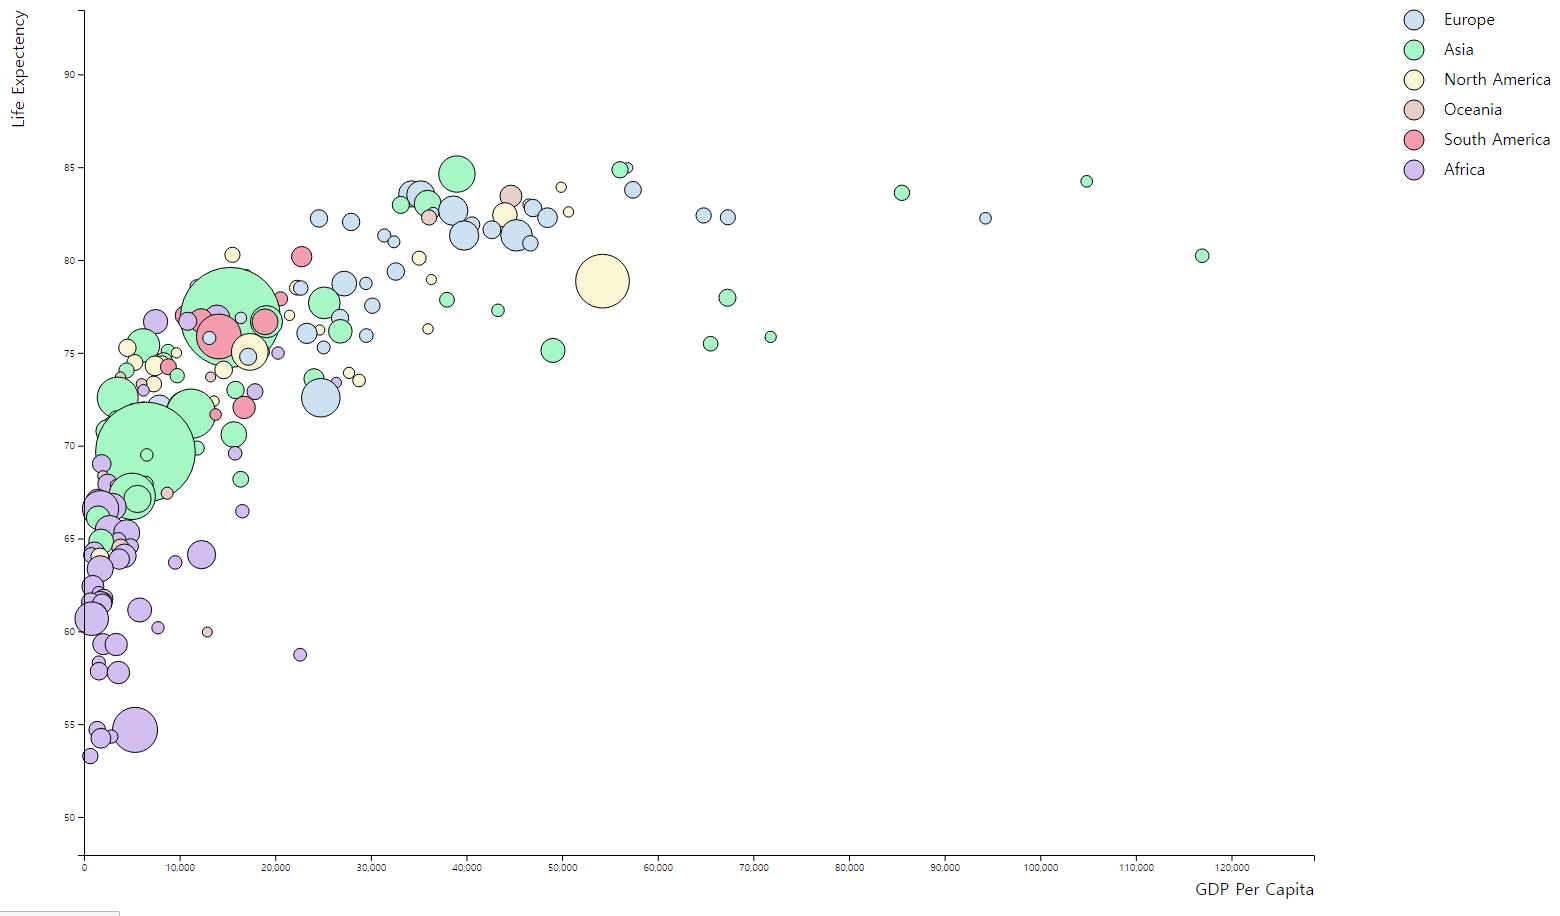 Life Expectency
90
85
80
75
70
65
60
55
50
0 10,000 20,000 30,000 40,000 50,000 60,000 70,000 80,000 90,000 100,000 110,000 120,000
GDP Per Capita
Europe
Asia
North America
Oceania
South America
Africa